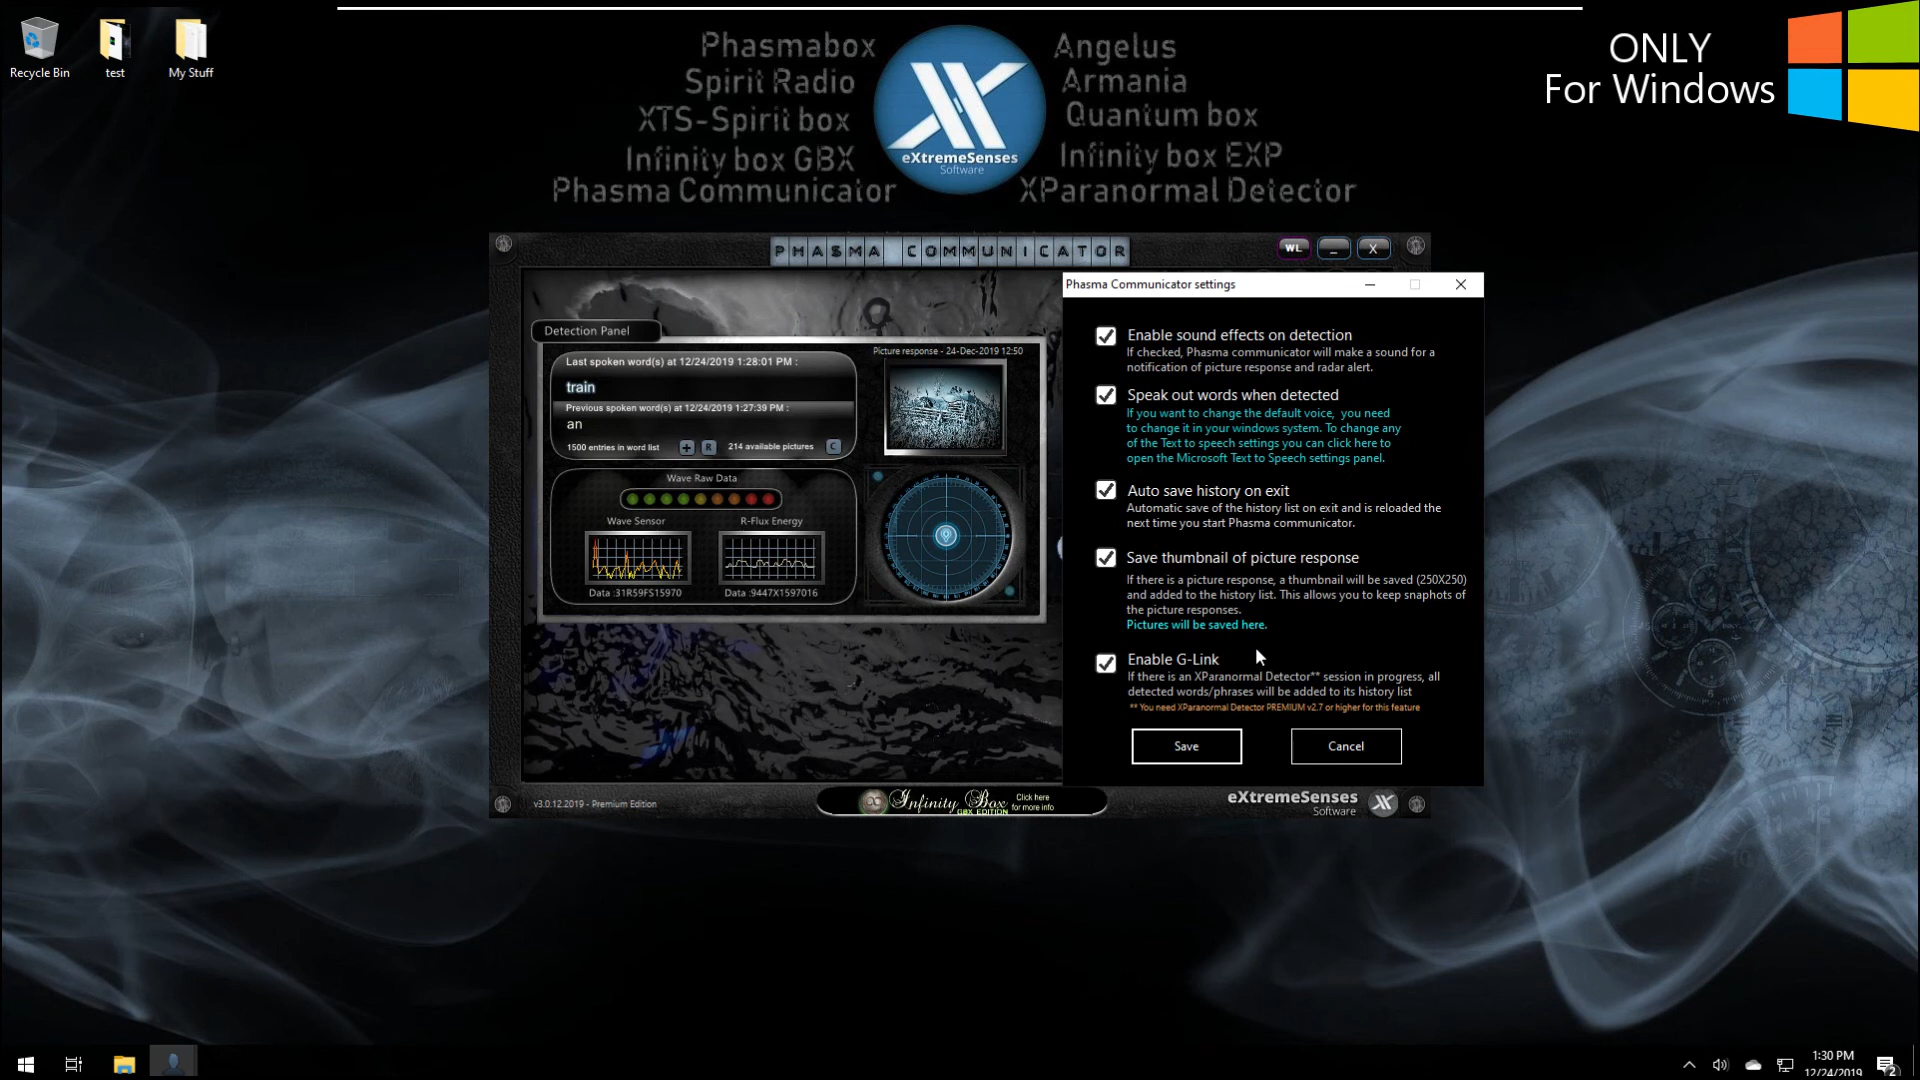 Recycle Bin
test
My Stuff
Phasmabox
Spirit Radio
XTS-Spirit box
Infinity box GBX
Phasma Communicator
eXtremeSenses
Software
Angelus
Armania
Quantum box
Infinity box EXP
XParanormal Detector
ONLY
For Windows
PHASMA COMMUNICATOR
WL
_
X
Detection Panel
Last spoken word(s) at 12/24/2019 1:28:01 PM :
train
Previous spoken word(s) at 12/24/2019 1:27:39 PM :
an
1500 entries in word list + R 214 available pictures C
Picture response - 24-Dec-2019 12:50
Wave Raw Data
Wave Sensor
R-Flux Energy
Data :31R59FS15970
Data :9447X1597016
Phasma Communicator settings
Enable sound effects on detection
If checked, Phasma communicator will make a sound for a
notification of picture response and radar alert.
Speak out words when detected
If you want to change the default voice, you need
to change it in your windows system. To change any
of the Text to speech settings you can click here to
open the Microsoft Text to Speech settings panel.
Auto save history on exit
Automatic save of the history list on exit and is reloaded the
next time you start Phasma communicator.
Save thumbnail of picture response
If there is a picture response, a thumbnail will be saved (250X250)
and added to the history list. This allows you to keep snaphots of
the picture responses.
Pictures will be saved here.
Enable G-Link
If there is an XParanormal Detector** session in progress, all
detected words/phrases will be added to its history list
** You need XParanormal Detector PREMIUM v2.7 or higher for this feature
Save
Cancel
v3.0.12.2019 - Premium Edition
Infinity Box
GBX EDITION
Click here
for more info
eXtremeSenses
Software
1:30 PM
12/24/2019
2